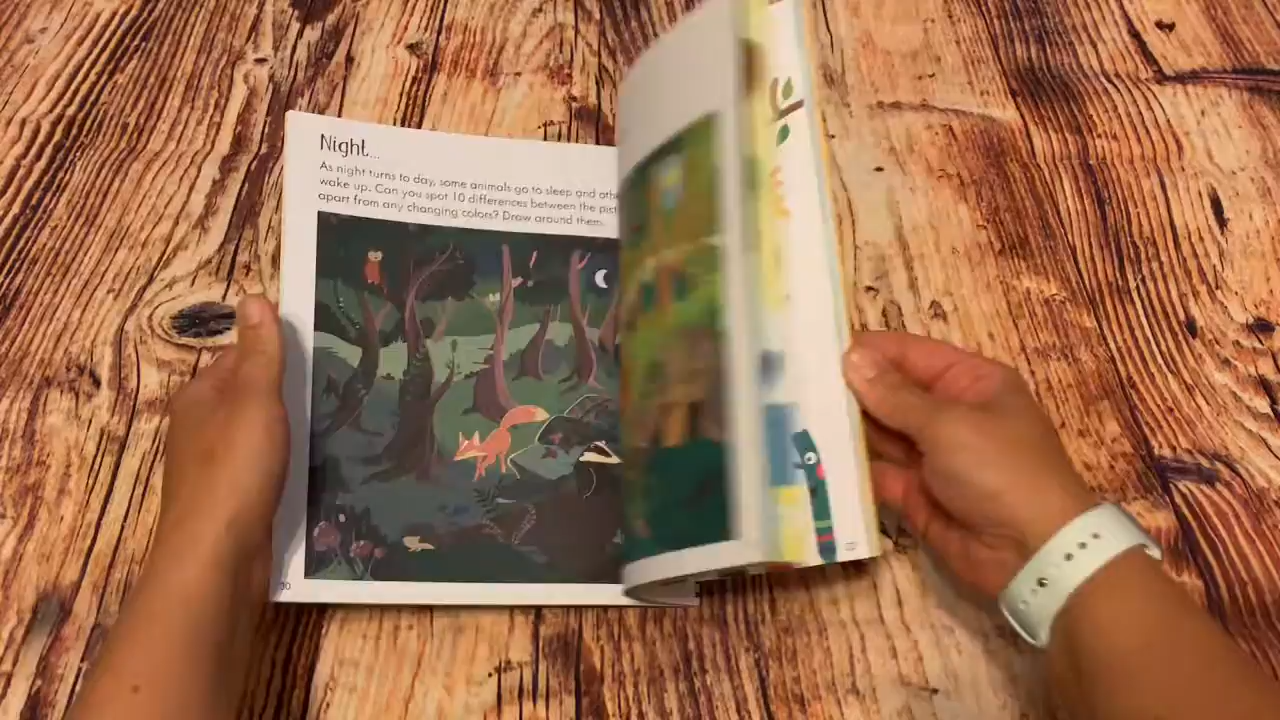 Night...
As night turns to day, some animals go to sleep and othe
wake up. Can you spot 10 differences between the pict
apart from any changing colors? Draw around them.
30